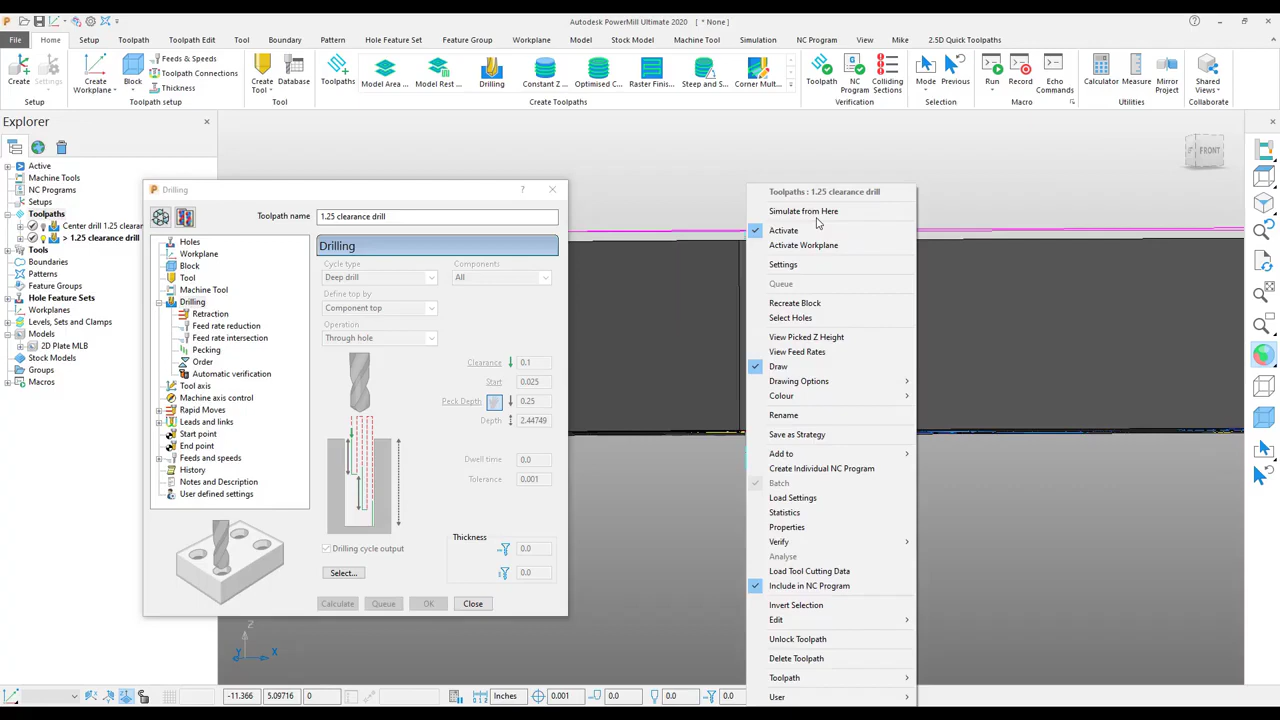 Autodesk PowerMill Ultimate 2020 [ * None ]
File Home Setup Toolpath Toolpath Edit Tool Boundary Pattern Hole Feature Set Feature Group Workplane Model Stock Model Machine Tool Simulation NC Program View Mike 2.5D Quick Toolpaths
Create
Settings
Setup
Create Workplane
Block
Feeds & Speeds
Toolpath Connections
Thickness
Toolpath setup
Create Tool
Database
Tool
Toolpaths
Model Area ...
Model Rest ...
Drilling
Constant Z ...
Optimised C...
Raster Finis...
Steep and S...
Corner Mult...
Create Toolpaths
Toolpath
NC Program
Colliding Sections
Verification
Mode
Previous
Selection
Run
Record
Echo Commands
Macro
Calculator
Measure
Mirror Project
Utilities
Shared Views
Collaborate
Explorer
Active
Machine Tools
NC Programs
Setups
Toolpaths
Center drill 1.25 clearan
> 1.25 clearance drill
Tools
Boundaries
Patterns
Feature Groups
Hole Feature Sets
Workplanes
Levels, Sets and Clamps
Models
2D Plate MLB
Stock Models
Groups
Macros
Drilling
?
Toolpath name 1.25 clearance drill
Holes
Workplane
Block
Tool
Machine Tool
Drilling
Retraction
Feed rate reduction
Feed rate intersection
Pecking
Order
Automatic verification
Tool axis
Machine axis control
Rapid Moves
Leads and links
Start point
End point
Feeds and speeds
History
Notes and Description
User defined settings
Drilling
Cycle type Components
Deep drill All
Define top by
Component top
Operation
Through hole
Clearance 0.1
Start 0.025
Peck Depth 0.25
Depth 2.44749
Dwell time 0.0
Tolerance 0.001
Drilling cycle output
Thickness
0.0
0.0
Select...
Calculate Queue OK Close
Toolpaths : 1.25 clearance drill
Simulate from Here
Activate
Activate Workplane
Settings
Queue
Recreate Block
Select Holes
View Picked Z Height
View Feed Rates
Draw
Drawing Options
Colour
Rename
Save as Strategy
Add to
Create Individual NC Program
Batch
Load Settings
Statistics
Properties
Verify
Analyse
Load Tool Cutting Data
Include in NC Program
Invert Selection
Edit
Unlock Toolpath
Delete Toolpath
Toolpath
User
FRONT
Z
Y X
-11.366 5.09716 0 Inches 0.001 0.0 0.0 0.0